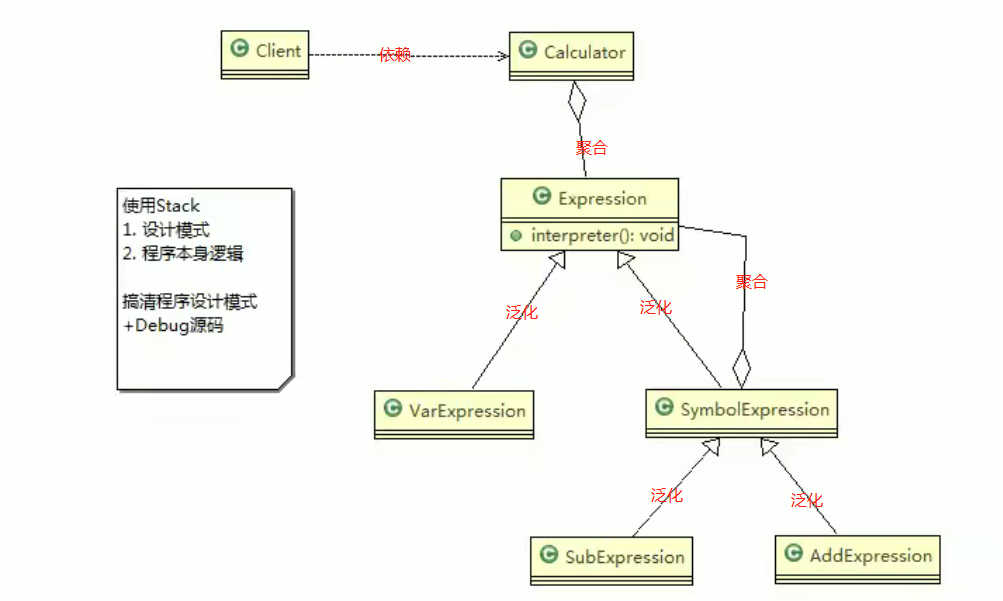 Client
依赖
Calculator
聚合
Expression
interpreter(): void
使用Stack
1. 设计模式
2. 程序本身逻辑
搞清程序设计模式
+Debug源码
聚合
泛化
泛化
VarExpression
SymbolExpression
泛化
泛化
SubExpression
AddExpression